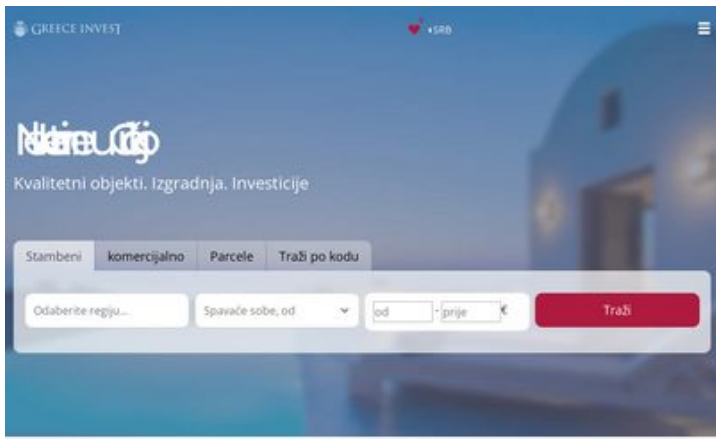 GREECE INVEST
SRB
Kvalitetni objekti. Izgradnja. Investicije
Stambeni komercijalno Parcele Traži po kodu
Odaberite regiju... Spavaće sobe, od od - prije € Traži